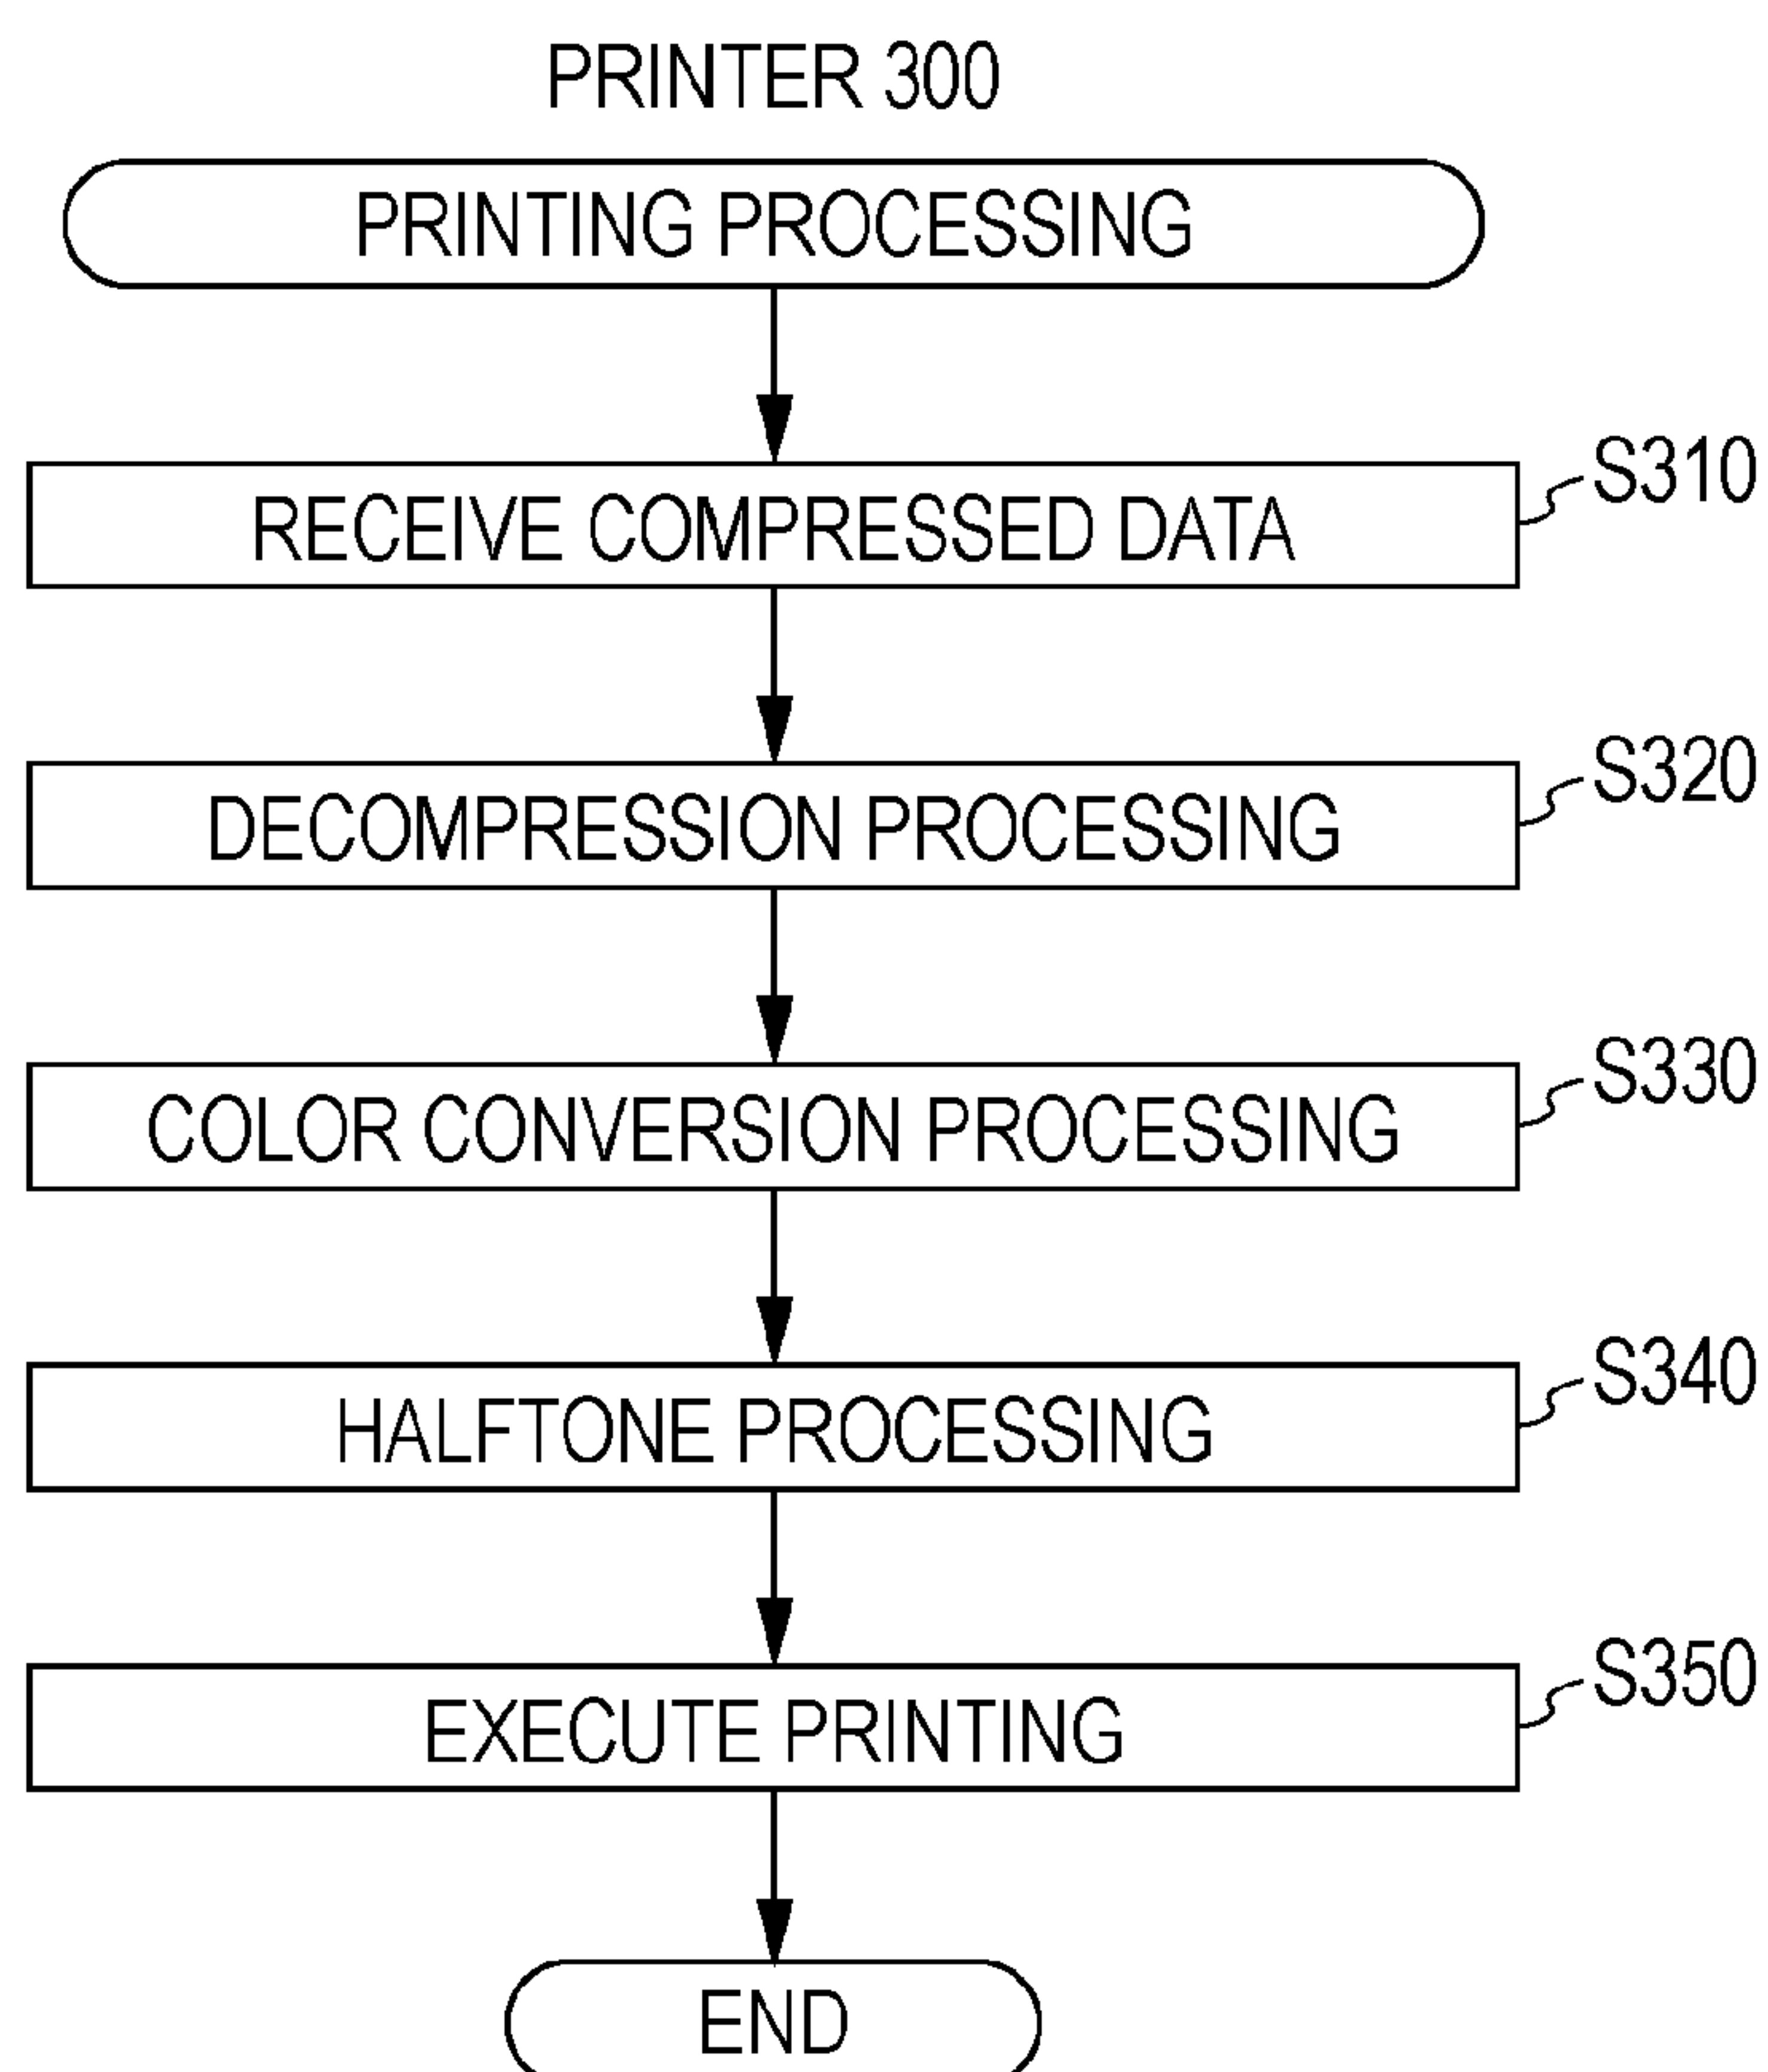 PRINTER 300
PRINTING PROCESSING
RECEIVE COMPRESSED DATA
S310
DECOMPRESSION PROCESSING
S320
COLOR CONVERSION PROCESSING
S330
HALFTONE PROCESSING
S340
EXECUTE PRINTING
S350
END